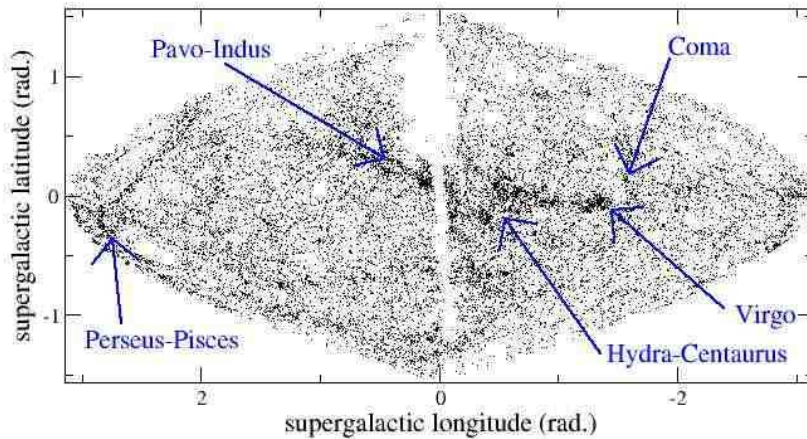 Pavo-Indus
Coma
1
0
-1
Perseus-Pisces
Virgo
Hydra-Centaurus
2
0
-2
supergalactic latitude (rad.)
supergalactic longitude (rad.)